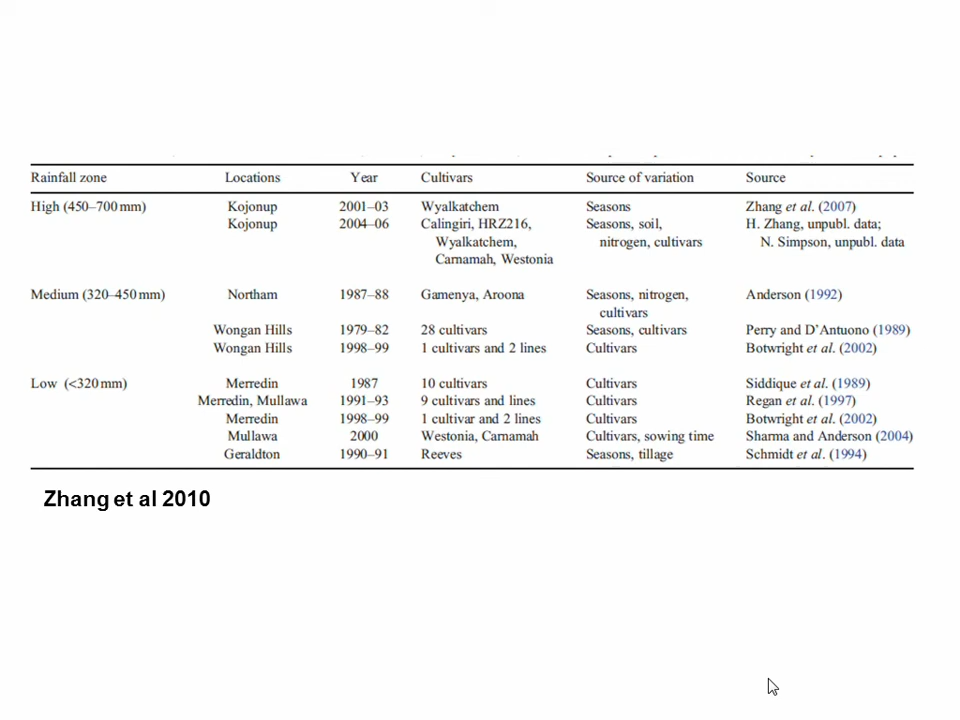 Rainfall zone Locations Year Cultivars Source of variation Source
High (450–700 mm) Kojonup 2001–03 Wyalkatchem Seasons Zhang et al. (2007)
Kojonup 2004–06 Calingiri, HRZ216, Seasons, soil, H. Zhang, unpubl. data;
Wyalkatchem, nitrogen, cultivars N. Simpson, unpubl. data
Carnamah, Westonia
Medium (320–450 mm) Northam 1987–88 Gamenya, Aroona Seasons, nitrogen, Anderson (1992)
cultivars
Wongan Hills 1979–82 28 cultivars Seasons, cultivars Perry and D'Antuono (1989)
Wongan Hills 1998–99 1 cultivars and 2 lines Cultivars Botwright et al. (2002)
Low (<320 mm) Merredin 1987 10 cultivars Cultivars Siddique et al. (1989)
Merredin, Mullawa 1991–93 9 cultivars and lines Cultivars Regan et al. (1997)
Merredin 1998–99 1 cultivar and 2 lines Cultivars Botwright et al. (2002)
Mullawa 2000 Westonia, Carnamah Cultivars, sowing time Sharma and Anderson (2004)
Geraldton 1990–91 Reeves Seasons, tillage Schmidt et al. (1994)
Zhang et al 2010